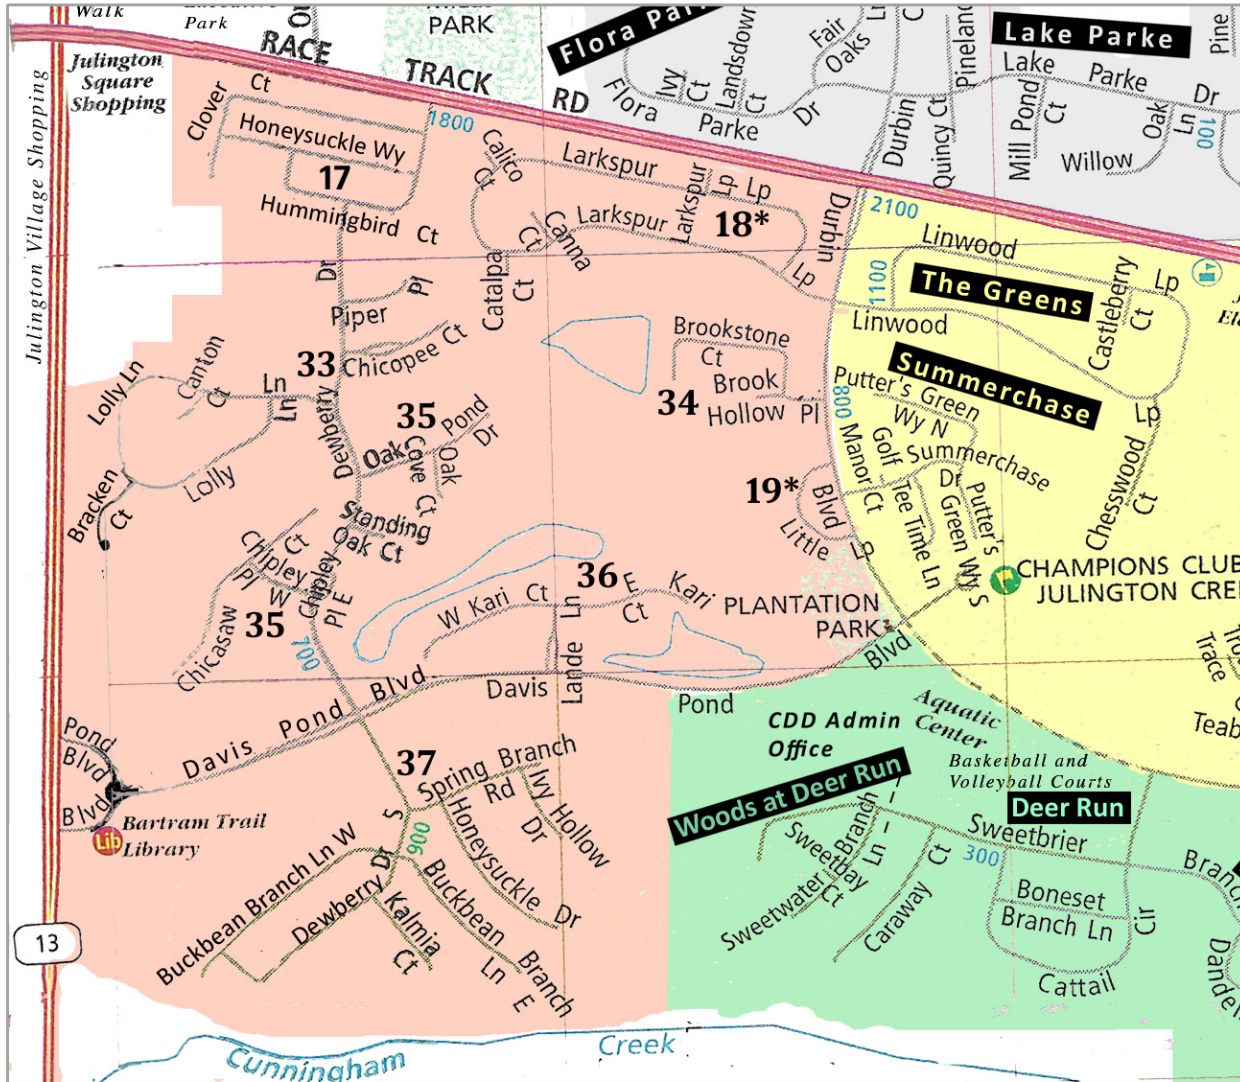 Walk
Park
PARK
Flora Park
Lake Parke
Julington
Square
Shopping
RACE
TRACK
RD
Julington Village Shopping
Ivy
Ct
Landsdown
Ct
Fair
Oaks
Ln
C
Pineland
Pine
Flora
Parke
Dr
Durbin
Quincy Ct
Lake
Parke
Dr
Mill Pond
Ct
Oak
Ln
100
Willow
Clover
Ct
Honeysuckle Wy
17
Hummingbird
Ct
1800
Calico
Ct
Larkspur
Lp
Larkspur
Lp
Larkspur
18*
Lp
Canna
Ct
Catalpa
Ct
Durbin
2100
Linwood
Lp
1100
The Greens
Castleberry
Ct
Linwood
Summerchase
Lp
Dr
Piper
Pl
33
Chicopee
Ct
Canton
Ct
Lolly Ln
Ln
Ln
Lolly
Dewberry
Bracken
Ct
35
Oak
Pond
Dr
Cove
Ct
Oak
Standing
Oak Ct
Brookstone
Ct
34
Brook
Hollow
Pl
800
Putter's Green
Wy N
Manor Ct
Golf
Summerchase
Dr
Tee Time Ln
Putter's
Green Wy S
Chesswood
Ct
19*
Blvd
Little
Lp
CHAMPIONS CLUB
JULINGTON CREE
PLANTATION
PARK
Blvd
Chipley
Ct
Pl
W
Chipley
Pl E
35
Chicasaw
700
36
W Kari
Ct
Ln
E
Ct
Kari
Lande
Davis
Pond
Blvd
Davis
Pond
Trace
Teab
Pond
Blvd
Blvd
Lib
Bartram Trail
Library
37
Spring
Branch
Rd
Ivy Hollow
Dr
Honeysuckle
Dr
S
900
Dr
Dewberry
Buckbean Branch Ln W
Kalmia
Ct
Buckbean
Branch
Ln
E
CDD Admin
Office
Aquatic
Center
Basketball and
Volleyball Courts
Woods at Deer Run
Deer Run
Sweetbrier
300
Branch
Sweetbay
Branch
Ln
Sweetwater
Ct
Caraway
Ct
Boneset
Branch Ln
Cir
Cattail
Dandel
13
Cunningham
Creek